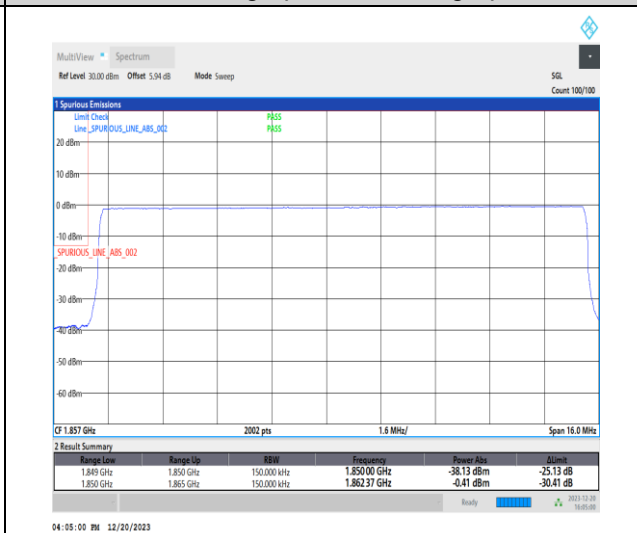 MultiView Spectrum
Ref Level 30.00 dBm Offset 5.94 dB Mode Sweep SGL
Count 100/100
1 Spurious Emissions
Limit Check PASS
Line _SPURIOUS_LINE_ABS_002 PASS
20 dBm
10 dBm
0 dBm
-10 dBm
_SPURIOUS_LINE_ABS_002
-20 dBm
-30 dBm
-40 dBm
-50 dBm
-60 dBm
CF 1.857 GHz 2002 pts 1.6 MHz/ Span 16.0 MHz
2 Result Summary
Range Low Range Up RBW Frequency Power Abs ΔLimit
1.849 GHz 1.850 GHz 150.000 kHz 1.85000 GHz -38.13 dBm -25.13 dB
1.850 GHz 1.865 GHz 150.000 kHz 1.86237 GHz -0.41 dBm -30.41 dB
Ready 2023-12-20
16:05:00
04:05:00 PM 12/20/2023